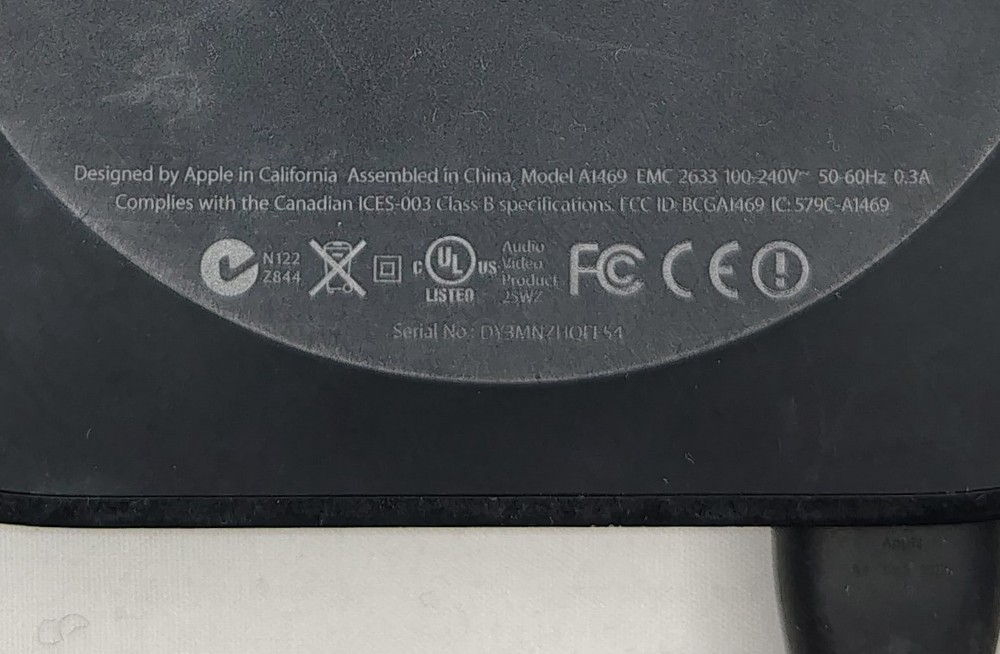 Designed by Apple in California Assembled in China, Model A1469 EMC 2633 100-240V~ 50-60Hz 0.3A
Complies with the Canadian ICES-003 Class B specifications. FCC ID: BCGA1469 IC: 579C-A1469
N122
Z844
c UL US
LISTED
Audio
Video
Product
25WZ
FC CE
Serial No.:
Apple